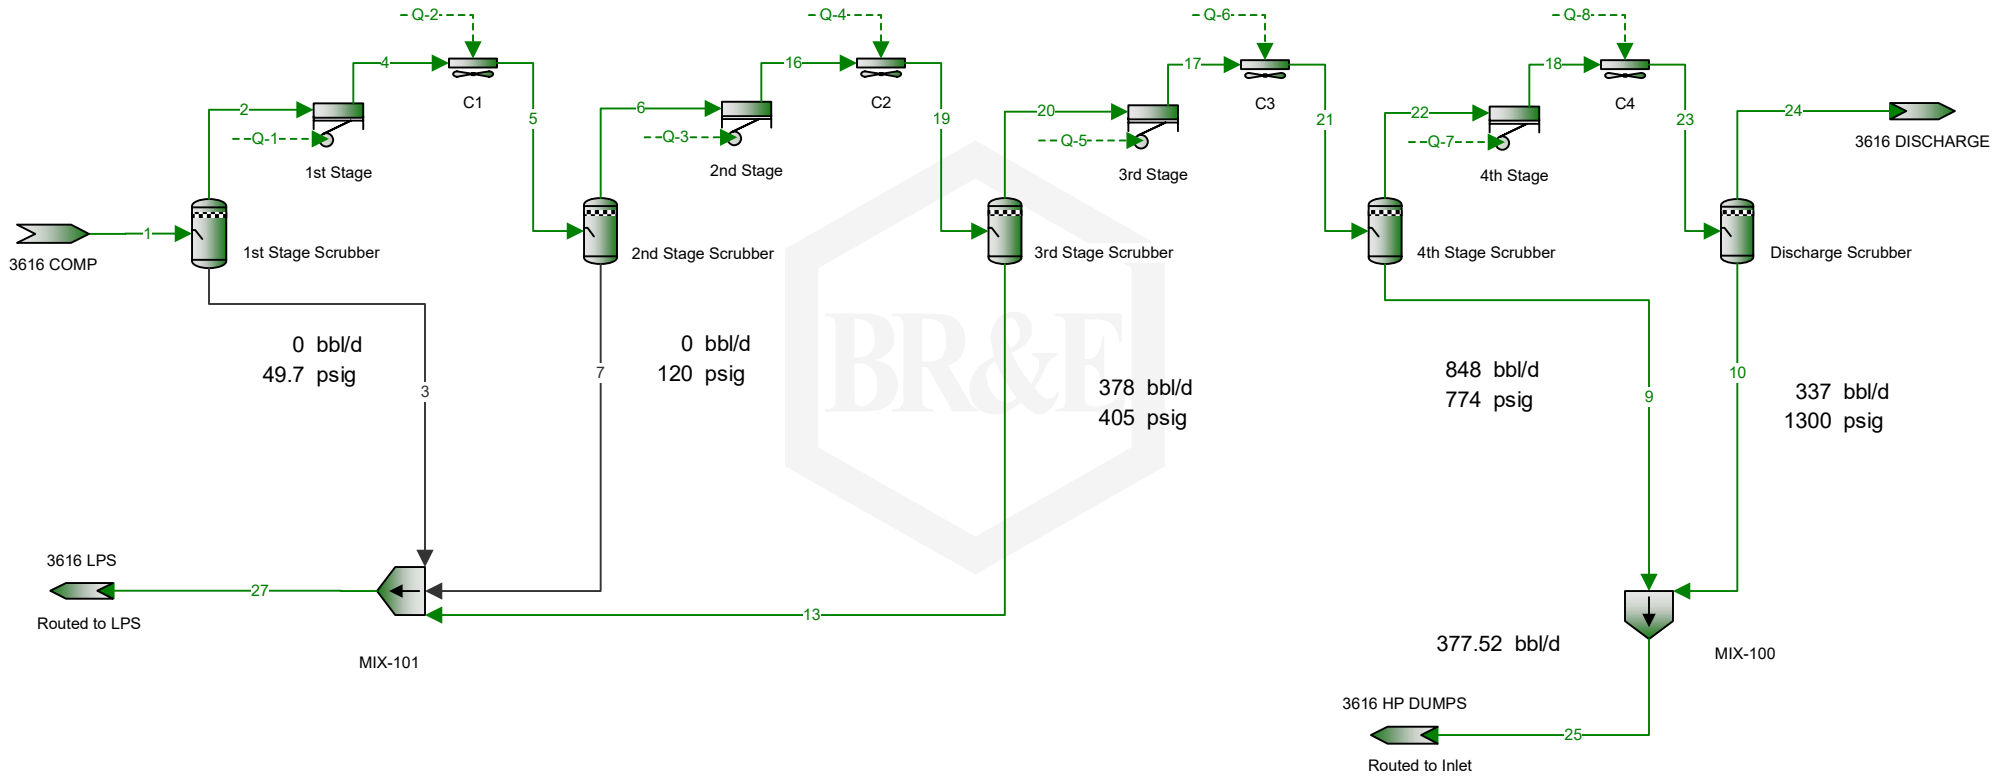 Q-2
Q-4
Q-6
Q-8
4
16
17
18
C1
C2
C3
C4
2
6
20
22
24
Q-1
Q-3
Q-5
Q-7
5
19
21
23
3616 DISCHARGE
1st Stage
2nd Stage
3rd Stage
4th Stage
1
3616 COMP
1st Stage Scrubber
2nd Stage Scrubber
3rd Stage Scrubber
4th Stage Scrubber
Discharge Scrubber
BR&E
0 bbl/d
49.7 psig
0 bbl/d
120 psig
378 bbl/d
405 psig
848 bbl/d
774 psig
337 bbl/d
1300 psig
3
7
9
10
3616 LPS
27
Routed to LPS
13
MIX-101
377.52 bbl/d
MIX-100
3616 HP DUMPS
25
Routed to Inlet